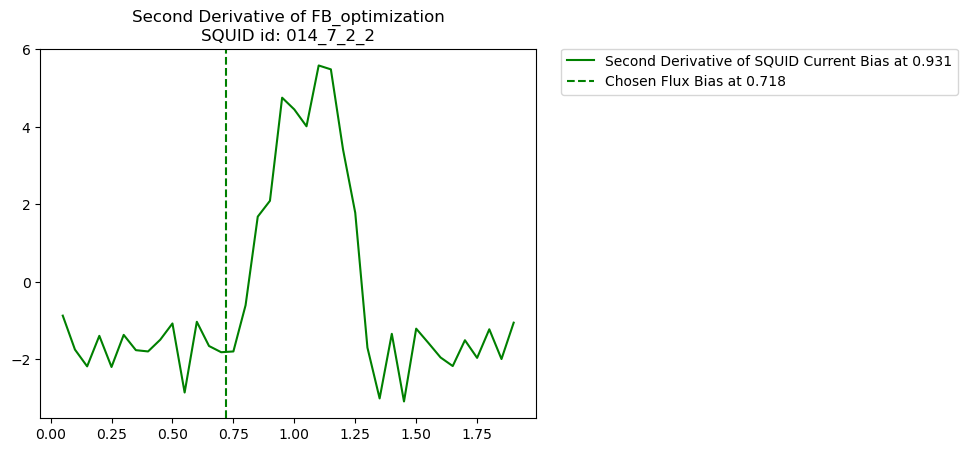 Second Derivative of FB_optimization
SQUID id: 014_7_2_2
Second Derivative of SQUID Current Bias at 0.931
Chosen Flux Bias at 0.718
6
4
2
0
−2
0.00 0.25 0.50 0.75 1.00 1.25 1.50 1.75